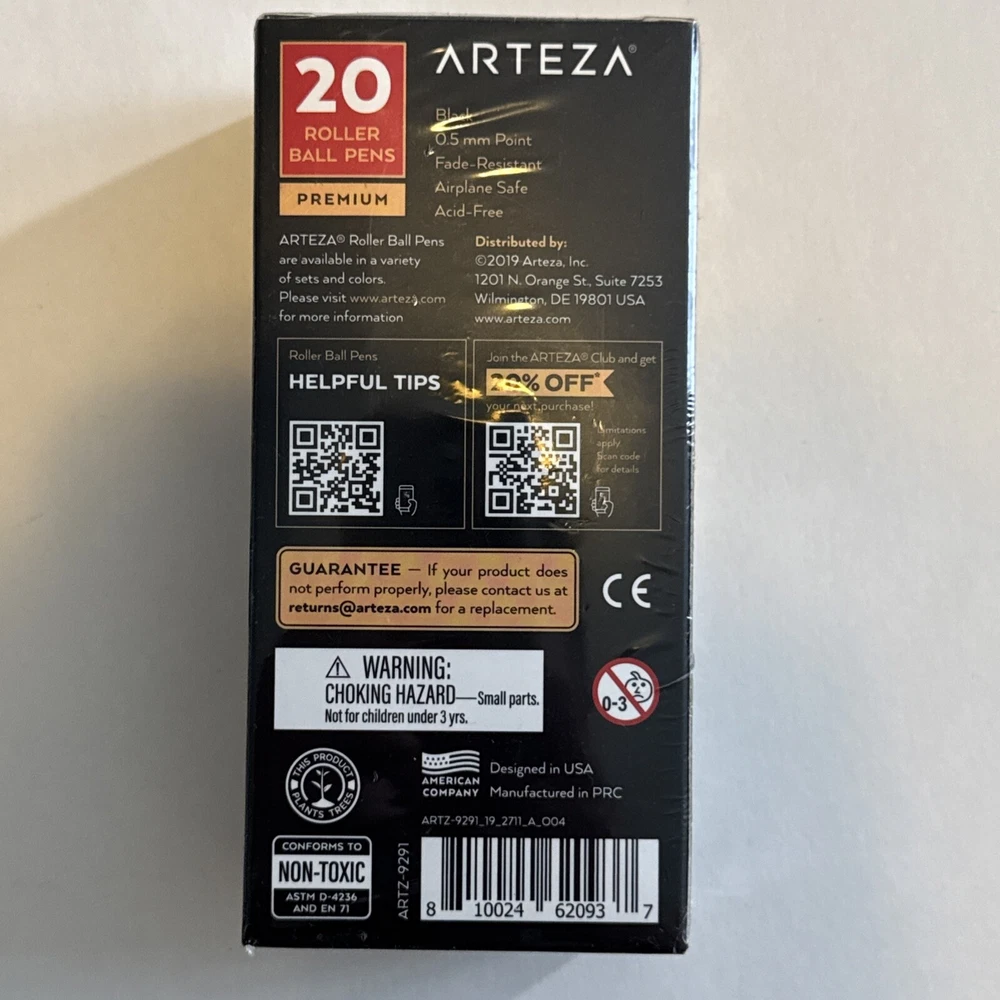 20
ROLLER
BALL PENS
PREMIUM
ARTEZA®
Black
0.5 mm Point
Fade-Resistant
Airplane Safe
Acid-Free
ARTEZA® Roller Ball Pens
are available in a variety
of sets and colors.
Please visit www.arteza.com
for more information
Distributed by:
©2019 Arteza, Inc.
1201 N. Orange St., Suite 7253
Wilmington, DE 19801 USA
www.arteza.com
Roller Ball Pens
HELPFUL TIPS
Join the ARTEZA® Club and get
20% OFF*
your next purchase!
*Limitations
apply.
Scan code
for details
GUARANTEE — If your product does
not perform properly, please contact us at
returns@arteza.com for a replacement.
CE
⚠ WARNING:
CHOKING HAZARD—Small parts.
Not for children under 3 yrs.
0-3
THIS PRODUCT
PLANTS TREES
AMERICAN
COMPANY
Designed in USA
Manufactured in PRC
ARTZ-9291_19_2711_A_004
CONFORMS TO
NON-TOXIC
ASTM D-4236
AND EN 71
ARTZ-9291
8 10024 62093 7